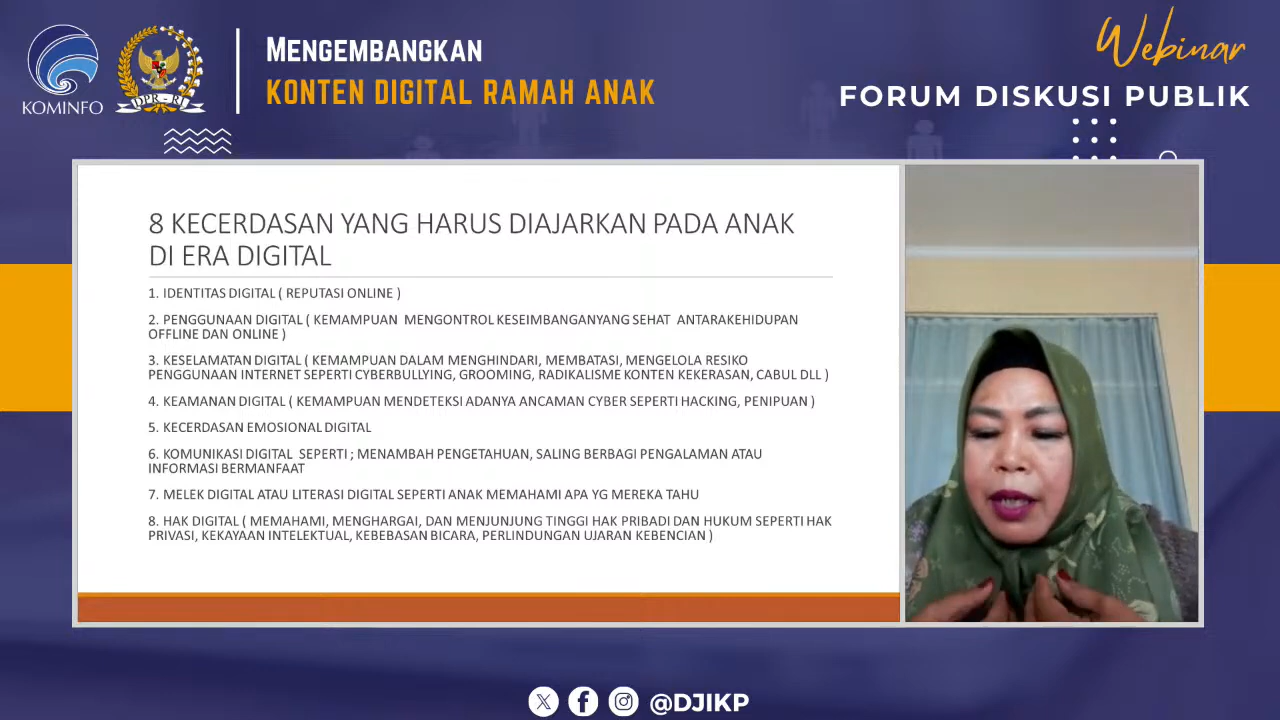 KOMINFO
DPR-RI
MENGEMBANGKAN
KONTEN DIGITAL RAMAH ANAK
Webinar
FORUM DISKUSI PUBLIK
8 KECERDASAN YANG HARUS DIAJARKAN PADA ANAK
DI ERA DIGITAL
1. IDENTITAS DIGITAL ( REPUTASI ONLINE )
2. PENGGUNAAN DIGITAL ( KEMAMPUAN MENGONTROL KESEIMBANGANYANG SEHAT ANTARAKEHIDUPAN
OFFLINE DAN ONLINE )
3. KESELAMATAN DIGITAL ( KEMAMPUAN DALAM MENGHINDARI, MEMBATASI, MENGELOLA RESIKO
PENGGUNAAN INTERNET SEPERTI CYBERBULLYING, GROOMING, RADIKALISME KONTEN KEKERASAN, CABUL DLL )
4. KEAMANAN DIGITAL ( KEMAMPUAN MENDETEKSI ADANYA ANCAMAN CYBER SEPERTI HACKING, PENIPUAN )
5. KECERDASAN EMOSIONAL DIGITAL
6. KOMUNIKASI DIGITAL SEPERTI ; MENAMBAH PENGETAHUAN, SALING BERBAGI PENGALAMAN ATAU
INFORMASI BERMANFAAT
7. MELEK DIGITAL ATAU LITERASI DIGITAL SEPERTI ANAK MEMAHAMI APA YG MEREKA TAHU
8. HAK DIGITAL ( MEMAHAMI, MENGHARGAI, DAN MENJUNJUNG TINGGI HAK PRIBADI DAN HUKUM SEPERTI HAK
PRIVASI, KEKAYAAN INTELEKTUAL, KEBEBASAN BICARA, PERLINDUNGAN UJARAN KEBENCIAN )
@DJIKP